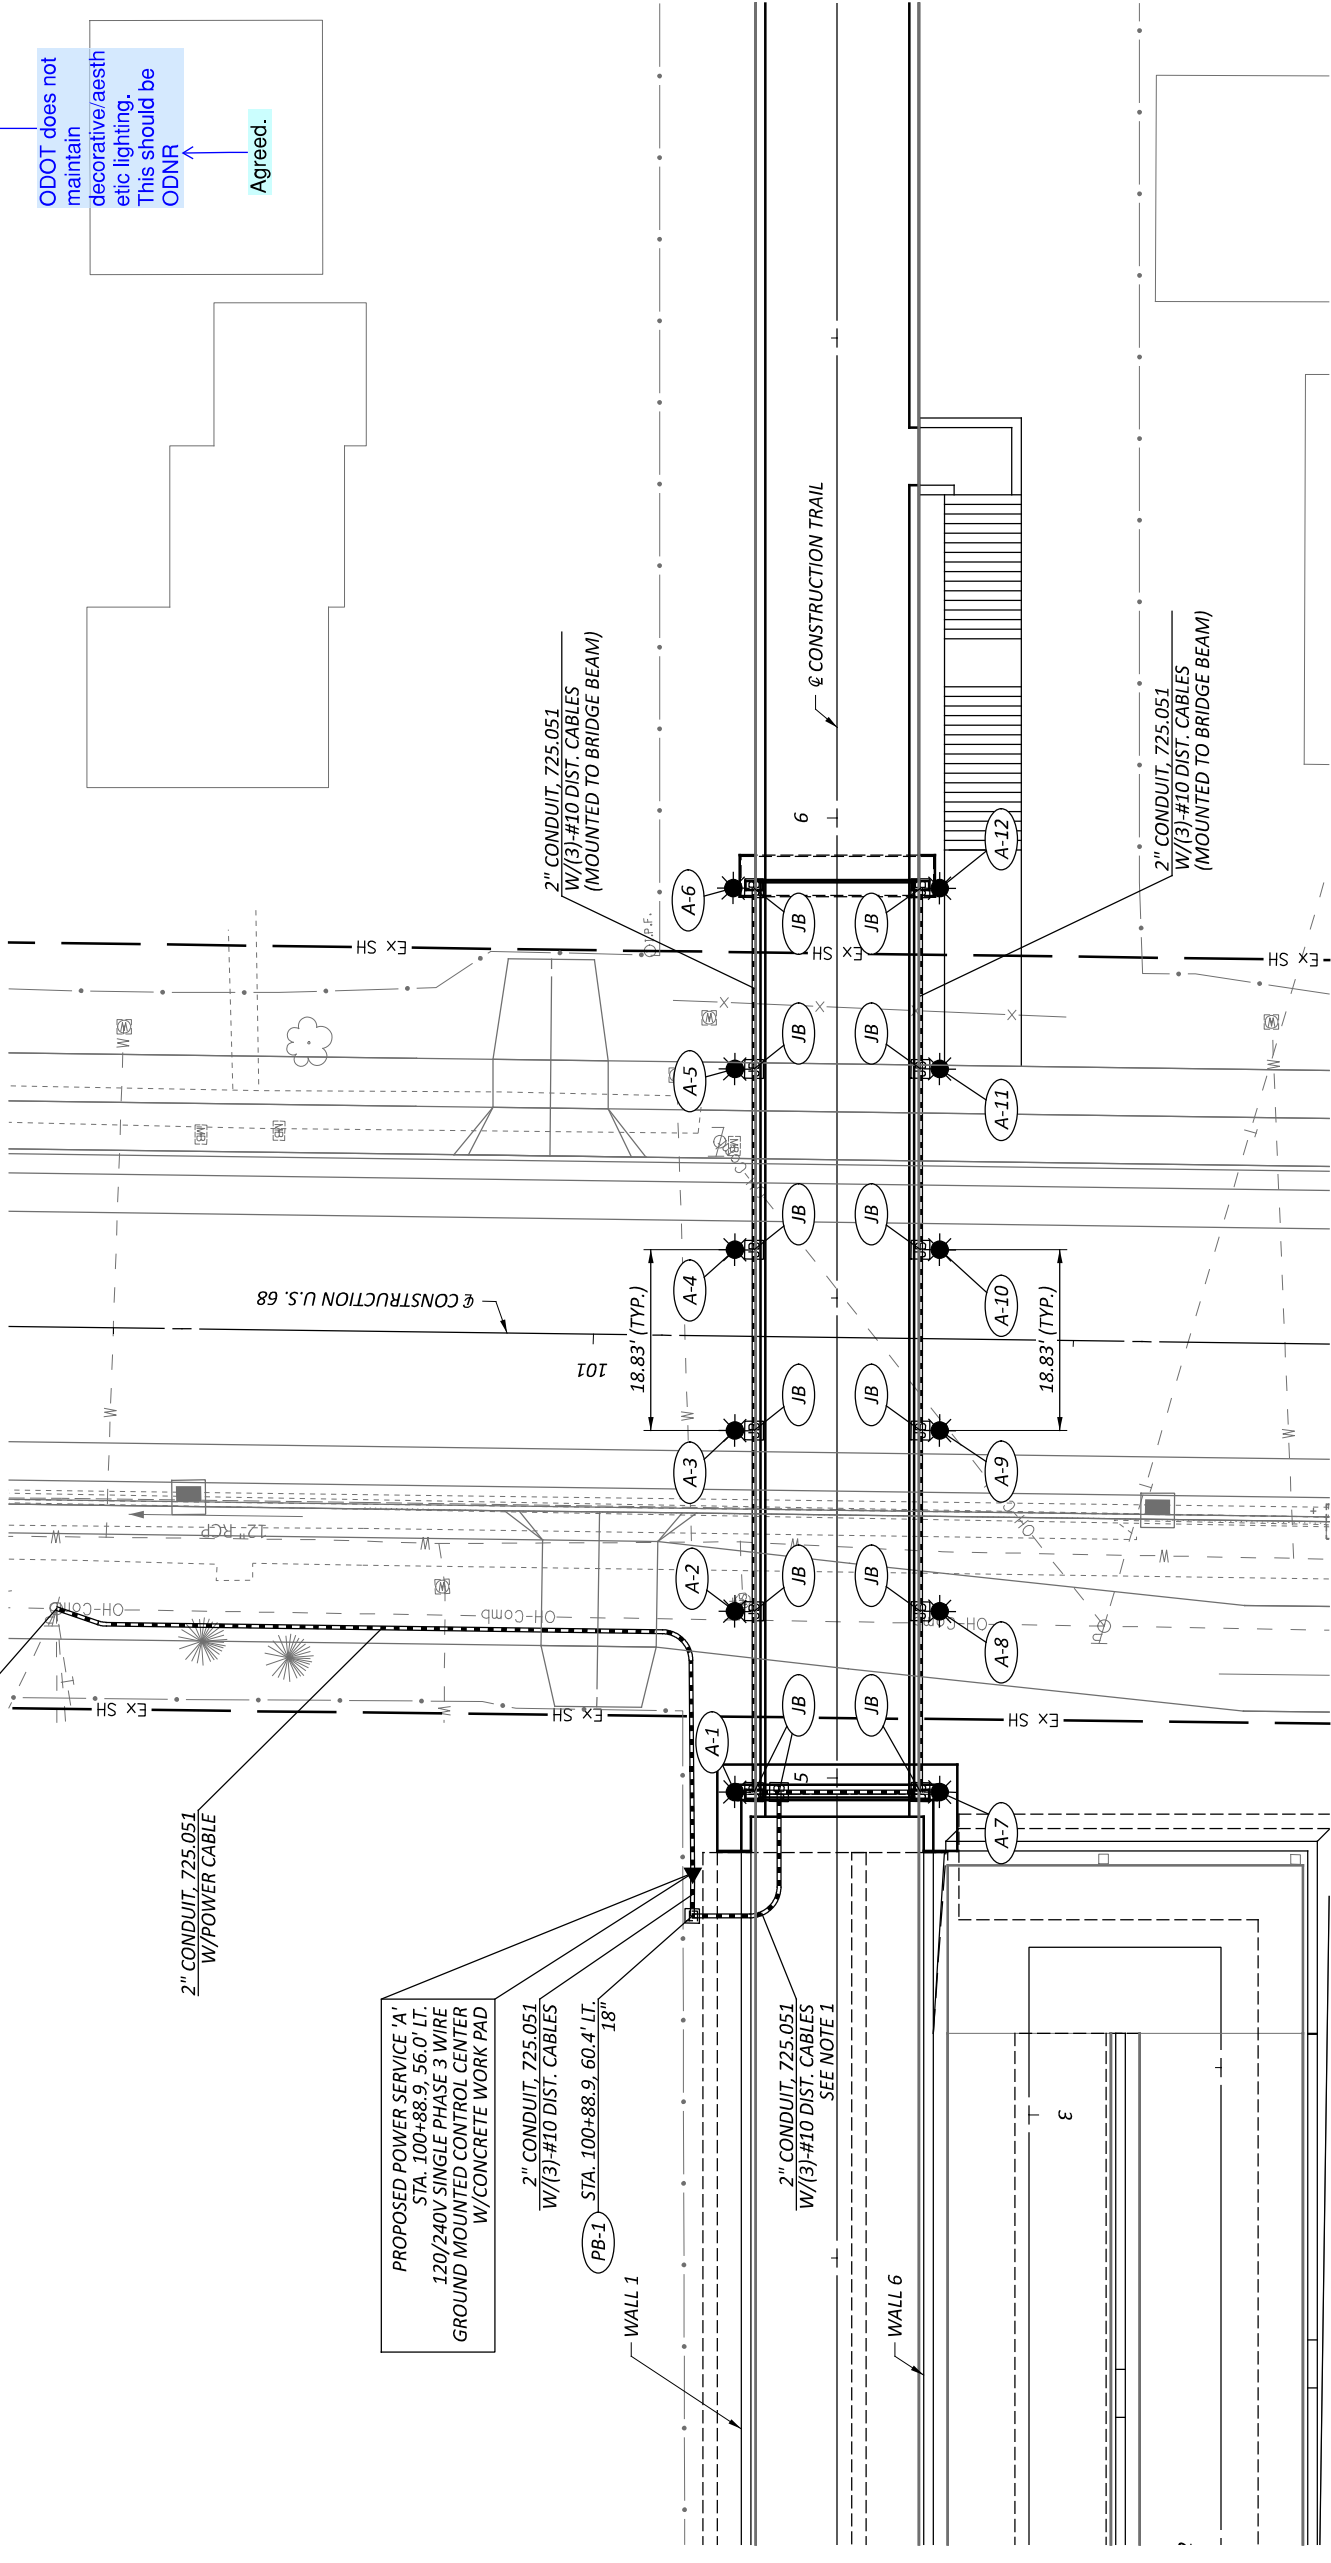 ODOT does not
maintain
decorative/aesth
etic lighting.
This should be
ODNR
Agreed.
2" CONDUIT, 725.051
W/(3)-#10 DIST. CABLES
(MOUNTED TO BRIDGE BEAM)
℄ CONSTRUCTION TRAIL
2" CONDUIT, 725.051
W/(3)-#10 DIST. CABLES
(MOUNTED TO BRIDGE BEAM)
6
A-6
JB
JB
A-12
I.P.F.
Ex SH
Ex SH
Ex SH
X
X
X
X
W
W
W
A-5
JB
JB
A-11
MB
MB
MB
T
A-4
JB
JB
A-10
℄ CONSTRUCTION U.S. 68
101
18.83' (TYP.)
18.83' (TYP.)
A-3
JB
JB
A-9
W
W
W
T
12" RCP
W
W
W
W
OH-C
A-2
JB
JB
A-8
W
OH-Comb
OH-Comb
OH-Comb
T
Ex SH
Ex SH
Ex SH
W
A-1
JB
JB
5
A-7
2" CONDUIT, 725.051
W/POWER CABLE
PROPOSED POWER SERVICE 'A'
STA. 100+88.9, 56.0' LT.
120/240V SINGLE PHASE 3 WIRE
GROUND MOUNTED CONTROL CENTER
W/CONCRETE WORK PAD
2" CONDUIT, 725.051
W/(3)-#10 DIST. CABLES
PB-1
STA. 100+88.9, 60.4' LT.
18"
2" CONDUIT, 725.051
W/(3)-#10 DIST. CABLES
SEE NOTE 1
WALL 1
WALL 6
3